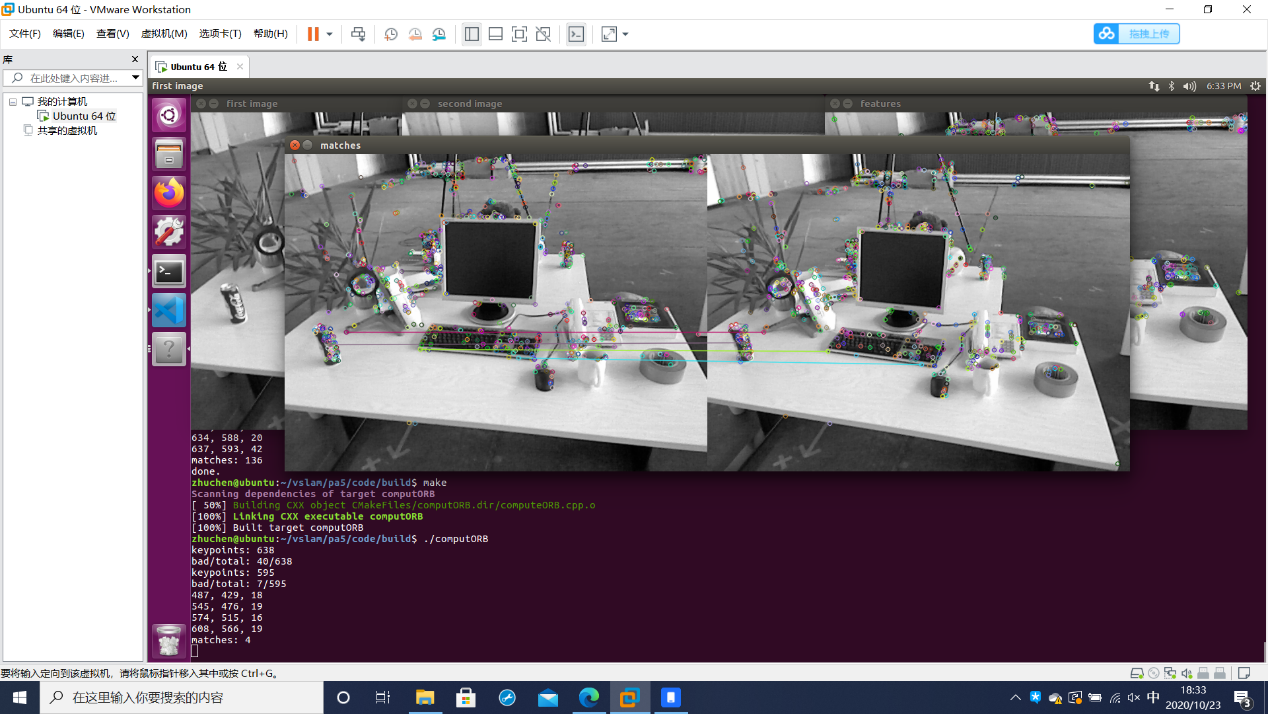 Ubuntu 64 位 - VMware Workstation
文件(F) 编辑(E) 查看(V) 虚拟机(M) 选项卡(T) 帮助(H)
拖拽上传
库
在此处键入内容进...
我的计算机
Ubuntu 64 位
共享的虚拟机
Ubuntu 64 位
first image
6:33 PM
first image
second image
features
matches
634, 588, 20
637, 593, 42
matches: 136
done.
zhuchen@ubuntu:~/vslam/pa5/code/build$ make
Scanning dependencies of target computORB
[ 50%] Building CXX object CMakeFiles/computORB.dir/computeORB.cpp.o
[100%] Linking CXX executable computORB
[100%] Built target computORB
zhuchen@ubuntu:~/vslam/pa5/code/build$ ./computORB
keypoints: 638
bad/total: 40/638
keypoints: 595
bad/total: 7/595
487, 429, 18
545, 476, 19
574, 515, 16
608, 566, 19
matches: 4
要将输入定向到该虚拟机，请将鼠标指针移入其中或按 Ctrl+G。
在这里输入你要搜索的内容
中
18:33
2020/10/23
3